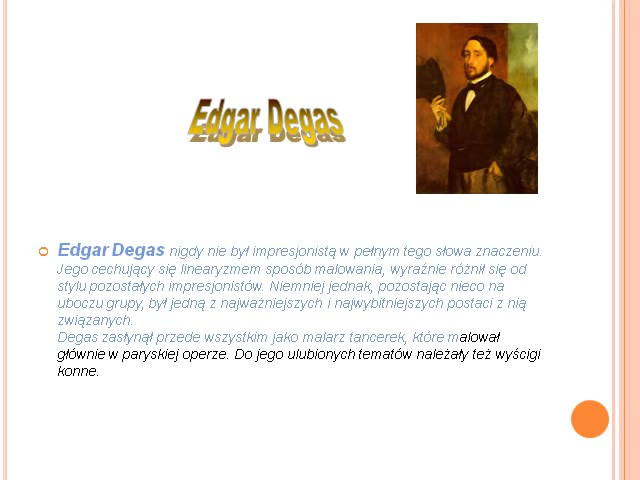 Edgar Degas
Edgar Degas nigdy nie był impresjonistą w pełnym tego słowa znaczeniu.
Jego cechujący się linearyzmem sposób malowania, wyraźnie różnił się od
stylu pozostałych impresjonistów. Niemniej jednak, pozostając nieco na
uboczu grupy, był jedną z najważniejszych i najwybitniejszych postaci z nią
związanych.
Degas zasłynął przede wszystkim jako malarz tancerek, które malował
głównie w paryskiej operze. Do jego ulubionych tematów należały też wyścigi
konne.